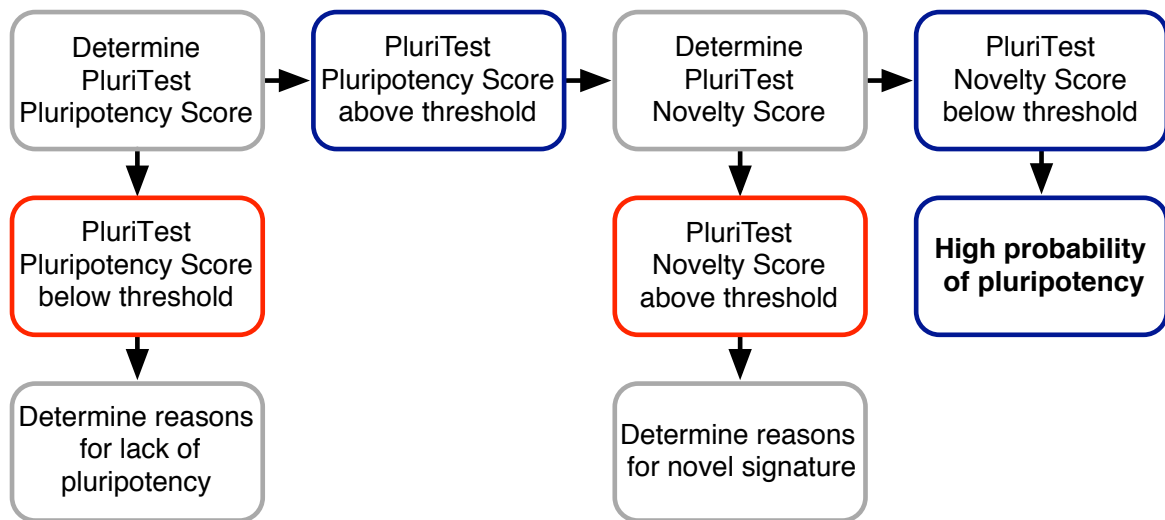 Determine
PluriTest
Pluripotency Score
PluriTest
Pluripotency Score
above threshold
Determine
PluriTest
Novelty Score
PluriTest
Novelty Score
below threshold
PluriTest
Pluripotency Score
below threshold
PluriTest
Novelty Score
above threshold
High probability
of pluripotency
Determine reasons
for lack of
pluripotency
Determine reasons
for novel signature